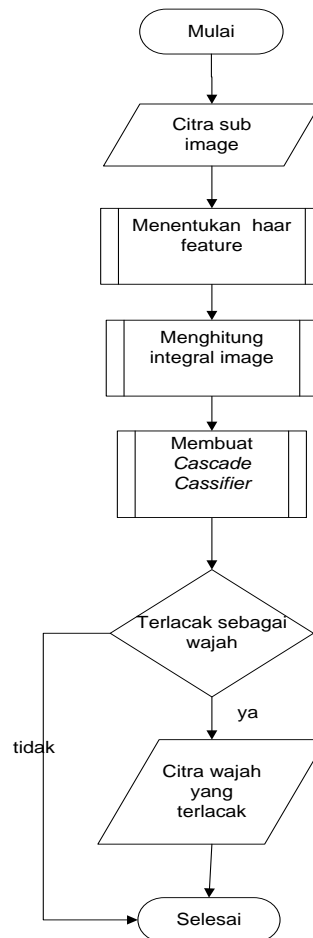 Mulai
Citra sub
image
Menentukan haar
feature
Menghitung
integral image
Membuat
Cascade
Cassifier
Terlacak sebagai
wajah
ya
tidak
Citra wajah
yang
terlacak
Selesai